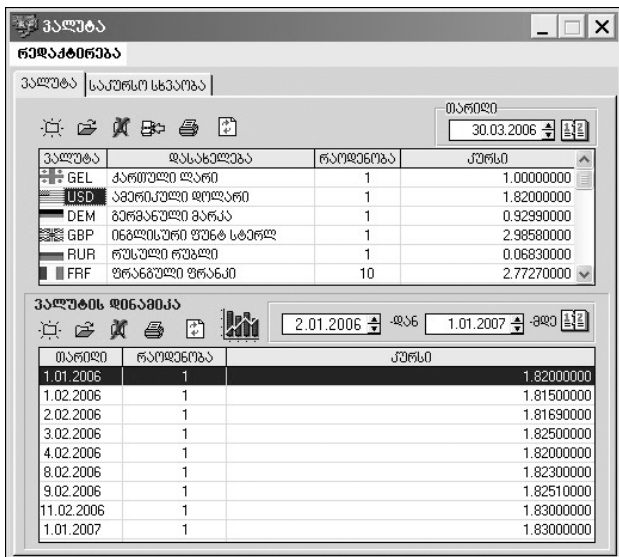 ვალუტა
რედაქტირება
ვალუტა საკურსო სხვაობა
თარიღი
30.03.2006
ვალუტა დასახელება რაოდენობა კურსი
GEL ქართული ლარი 1 1.00000000
USD ამერიკული დოლარი 1 1.82000000
DEM გერმანული მარკა 1 0.92990000
GBP ინგლისური ფუნტ სტერლ 1 2.98580000
RUR რუსული რუბლი 1 0.06830000
FRF ფრანგული ფრანკი 10 2.77270000
ვალუტის დინამიკა
2.01.2006 -დან 1.01.2007 -მდე
თარიღი რაოდენობა კურსი
1.01.2006 1 1.82000000
1.02.2006 1 1.81500000
2.02.2006 1 1.81690000
3.02.2006 1 1.82500000
4.02.2006 1 1.82000000
8.02.2006 1 1.82300000
9.02.2006 1 1.82510000
11.02.2006 1 1.83000000
1.01.2007 1 1.83000000